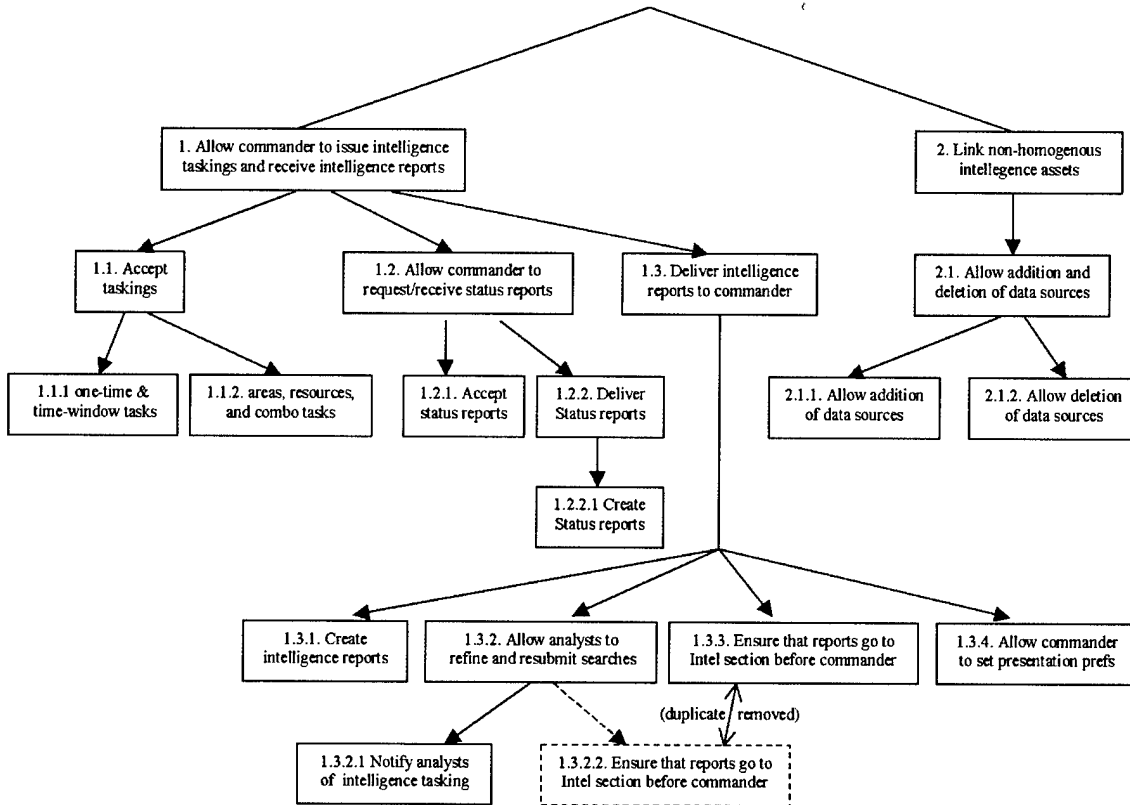 1. Allow commander to issue intelligence
taskings and receive intelligence reports
2. Link non-homogenous
intellegence assets
1.1. Accept
taskings
1.2. Allow commander to
request/receive status reports
1.3. Deliver intelligence
reports to commander
2.1. Allow addition and
deletion of data sources
1.1.1 one-time &
time-window tasks
1.1.2. areas, resources,
and combo tasks
1.2.1. Accept
status reports
1.2.2. Deliver
Status reports
2.1.1. Allow addition
of data sources
2.1.2. Allow deletion
of data sources
1.2.2.1 Create
Status reports
1.3.1. Create
intelligence reports
1.3.2. Allow analysts to
refine and resubmit searches
1.3.3. Ensure that reports go to
Intel section before commander
1.3.4. Allow commander
to set presentation prefs
(duplicate removed)
1.3.2.1 Notify analysts
of intelligence tasking
1.3.2.2. Ensure that reports go to
Intel section before commander